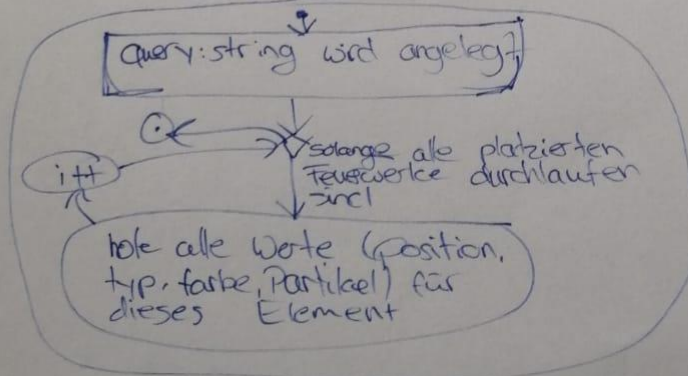 query:string wird angelegt
solange alle platzierten
Feuerwerke durchlaufen
sind
i++
hole alle Werte (position,
typ, farbe, Partikel) für
dieses Element